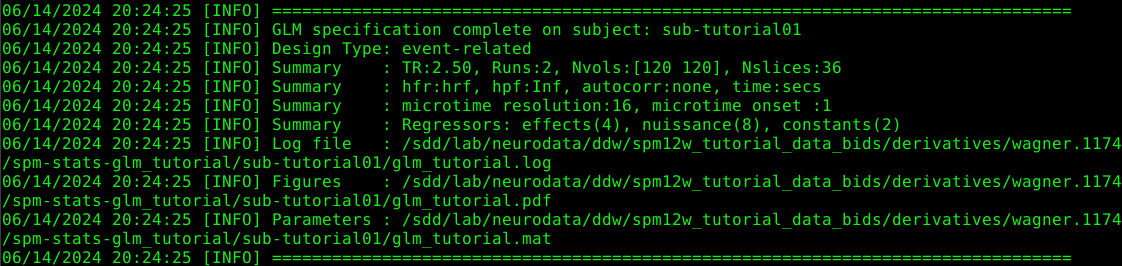 06/14/2024 20:24:25 [INFO] ================================================================================
06/14/2024 20:24:25 [INFO] GLM specification complete on subject: sub-tutorial01
06/14/2024 20:24:25 [INFO] Design Type: event-related
06/14/2024 20:24:25 [INFO] Summary    : TR:2.50, Runs:2, Nvols:[120 120], Nslices:36
06/14/2024 20:24:25 [INFO] Summary    : hfr:hrf, hpf:Inf, autocorr:none, time:secs
06/14/2024 20:24:25 [INFO] Summary    : microtime resolution:16, microtime onset :1
06/14/2024 20:24:25 [INFO] Summary    : Regressors: effects(4), nuissance(8), constants(2)
06/14/2024 20:24:25 [INFO] Log file   : /sdd/lab/neurodata/ddw/spm12w_tutorial_data_bids/derivatives/wagner.1174
/spm-stats-glm_tutorial/sub-tutorial01/glm_tutorial.log
06/14/2024 20:24:25 [INFO] Figures    : /sdd/lab/neurodata/ddw/spm12w_tutorial_data_bids/derivatives/wagner.1174
/spm-stats-glm_tutorial/sub-tutorial01/glm_tutorial.pdf
06/14/2024 20:24:25 [INFO] Parameters : /sdd/lab/neurodata/ddw/spm12w_tutorial_data_bids/derivatives/wagner.1174
/spm-stats-glm_tutorial/sub-tutorial01/glm_tutorial.mat
06/14/2024 20:24:25 [INFO] ================================================================================